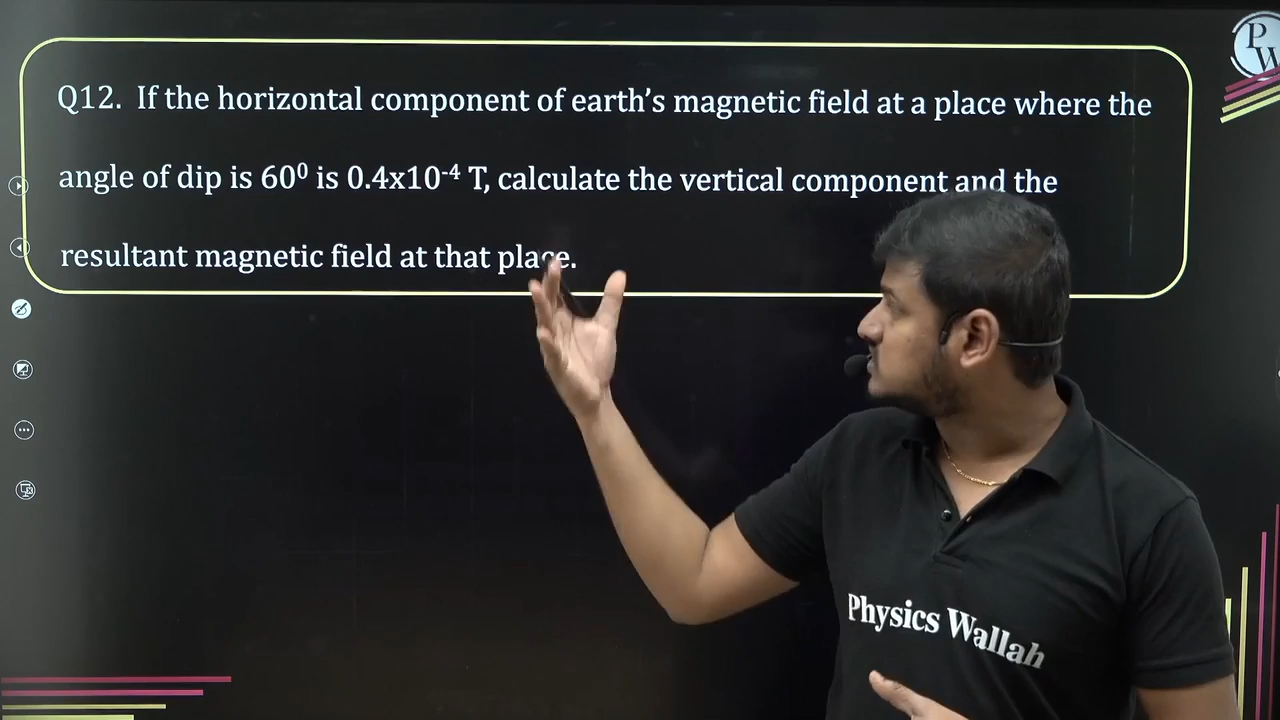 Q12. If the horizontal component of earth's magnetic field at a place where the
angle of dip is 60⁰ is 0.4x10⁻⁴ T, calculate the vertical component and the
resultant magnetic field at that place.
P
W
Physics Wallah